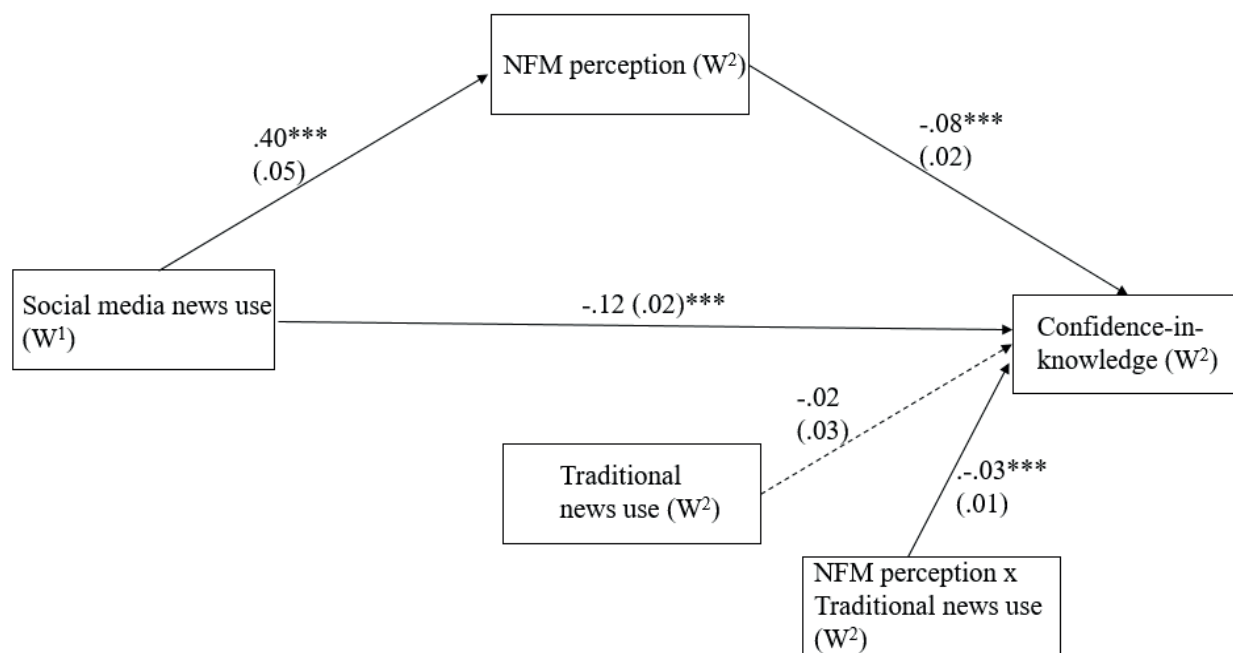 NFM perception (W²)
.40***
(.05)
-.08***
(.02)
Social media news use
(W¹)
-.12 (.02)***
Confidence-in-
knowledge (W²)
-.02
(.03)
Traditional
news use (W²)
.-.03***
(.01)
NFM perception x
Traditional news use
(W²)